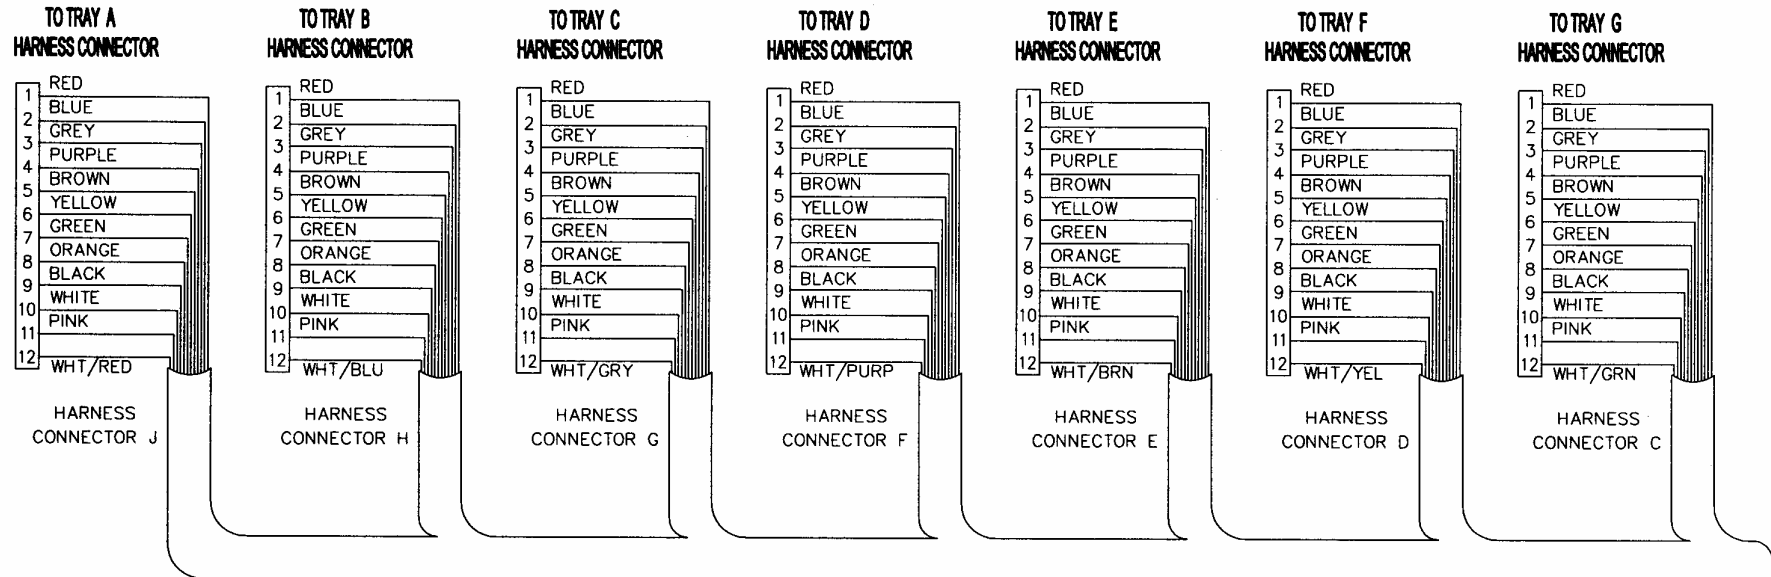 TO TRAY A
HARNESS CONNECTOR
1 RED
2 BLUE
3 GREY
4 PURPLE
5 BROWN
6 YELLOW
7 GREEN
8 ORANGE
9 BLACK
10 WHITE
11 PINK
12 WHT/RED
HARNESS
CONNECTOR J
TO TRAY B
HARNESS CONNECTOR
1 RED
2 BLUE
3 GREY
4 PURPLE
5 BROWN
6 YELLOW
7 GREEN
8 ORANGE
9 BLACK
10 WHITE
11 PINK
12 WHT/BLU
HARNESS
CONNECTOR H
TO TRAY C
HARNESS CONNECTOR
1 RED
2 BLUE
3 GREY
4 PURPLE
5 BROWN
6 YELLOW
7 GREEN
8 ORANGE
9 BLACK
10 WHITE
11 PINK
12 WHT/GRY
HARNESS
CONNECTOR G
TO TRAY D
HARNESS CONNECTOR
1 RED
2 BLUE
3 GREY
4 PURPLE
5 BROWN
6 YELLOW
7 GREEN
8 ORANGE
9 BLACK
10 WHITE
11 PINK
12 WHT/PURP
HARNESS
CONNECTOR F
TO TRAY E
HARNESS CONNECTOR
1 RED
2 BLUE
3 GREY
4 PURPLE
5 BROWN
6 YELLOW
7 GREEN
8 ORANGE
9 BLACK
10 WHITE
11 PINK
12 WHT/BRN
HARNESS
CONNECTOR E
TO TRAY F
HARNESS CONNECTOR
1 RED
2 BLUE
3 GREY
4 PURPLE
5 BROWN
6 YELLOW
7 GREEN
8 ORANGE
9 BLACK
10 WHITE
11 PINK
12 WHT/YEL
HARNESS
CONNECTOR D
TO TRAY G
HARNESS CONNECTOR
1 RED
2 BLUE
3 GREY
4 PURPLE
5 BROWN
6 YELLOW
7 GREEN
8 ORANGE
9 BLACK
10 WHITE
11 PINK
12 WHT/GRN
HARNESS
CONNECTOR C